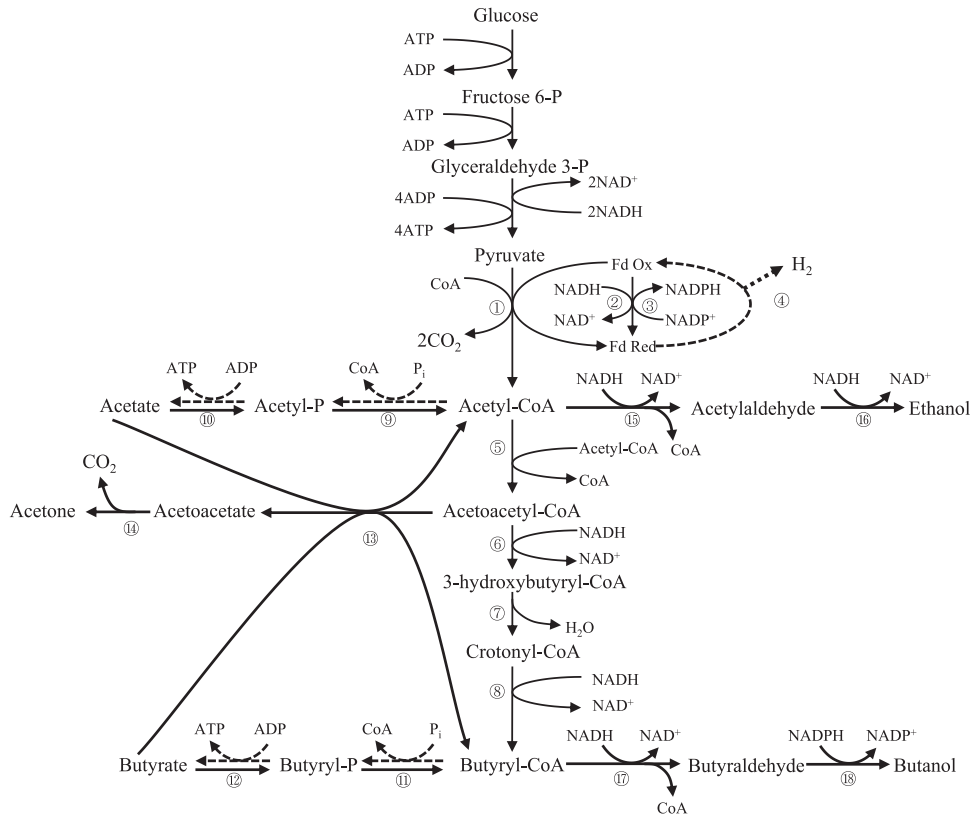 Glucose
ATP
ADP
Fructose 6-P
ATP
ADP
Glyceraldehyde 3-P
4ADP 2NAD⁺
4ATP 2NADH
Pyruvate
CoA ① 2CO₂
Fd Ox
NADH ② ③ NADPH
NAD⁺ NADP⁺
Fd Red
H₂
④
ATP ADP CoA Pᵢ NADH NAD⁺ NADH NAD⁺
Acetate ⑩ Acetyl-P ⑨ Acetyl-CoA ⑮ Acetylaldehyde ⑯ Ethanol
CoA
⑤ Acetyl-CoA
CoA
CO₂
Acetone ⑭ Acetoacetate ⑬ Acetoacetyl-CoA
⑥ NADH
NAD⁺
3-hydroxybutyryl-CoA
⑦ H₂O
Crotonyl-CoA
⑧ NADH
NAD⁺
ATP ADP CoA Pᵢ NADH NAD⁺ NADPH NADP⁺
Butyrate ⑫ Butyryl-P ⑪ Butyryl-CoA ⑰ Butyraldehyde ⑱ Butanol
CoA